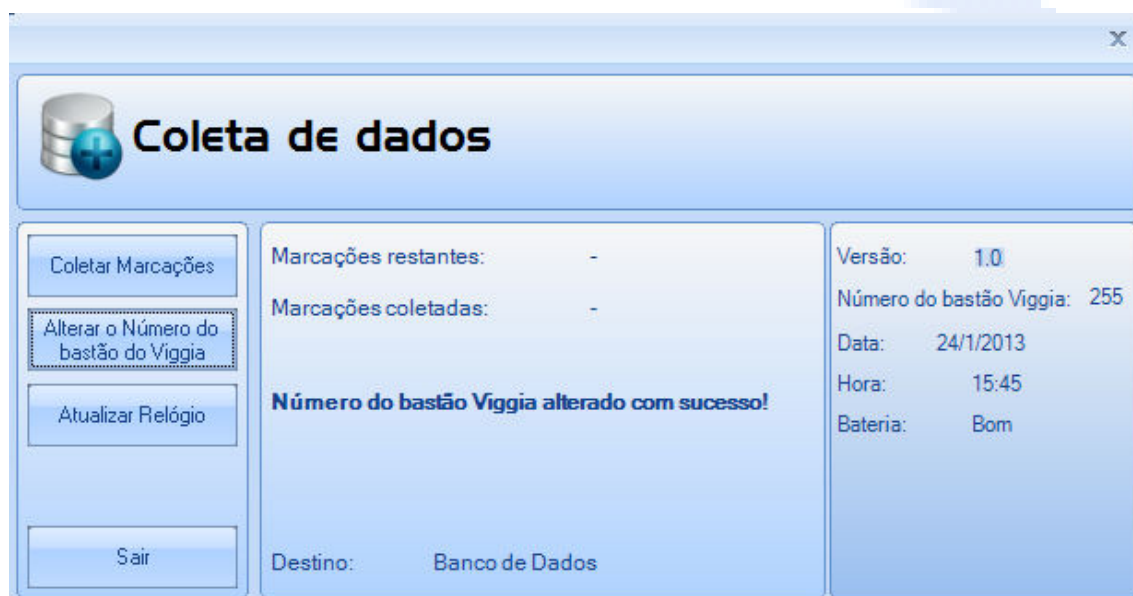 x
Coleta de dados
Coletar Marcações
Alterar o Número do
bastão do Viggia
Atualizar Relógio
Sair
Marcações restantes: -
Marcações coletadas: -
Número do bastão Viggia alterado com sucesso!
Destino: Banco de Dados
Versão: 1.0
Número do bastão Viggia: 255
Data: 24/1/2013
Hora: 15:45
Bateria: Bom